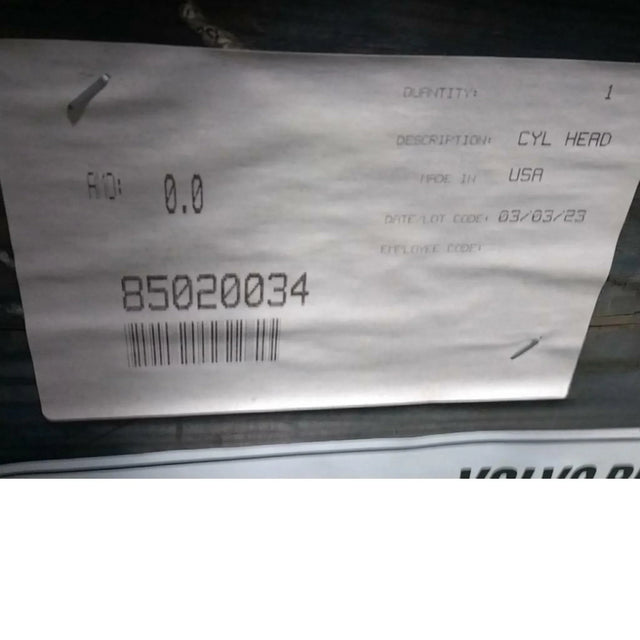 QUANTITY: 1
DESCRIPTION: CYL HEAD
MADE IN USA
A/O: 0.0
DATE/LOT CODE: 03/03/23
EMPLOYEE CODE:
85020034
VOLVO